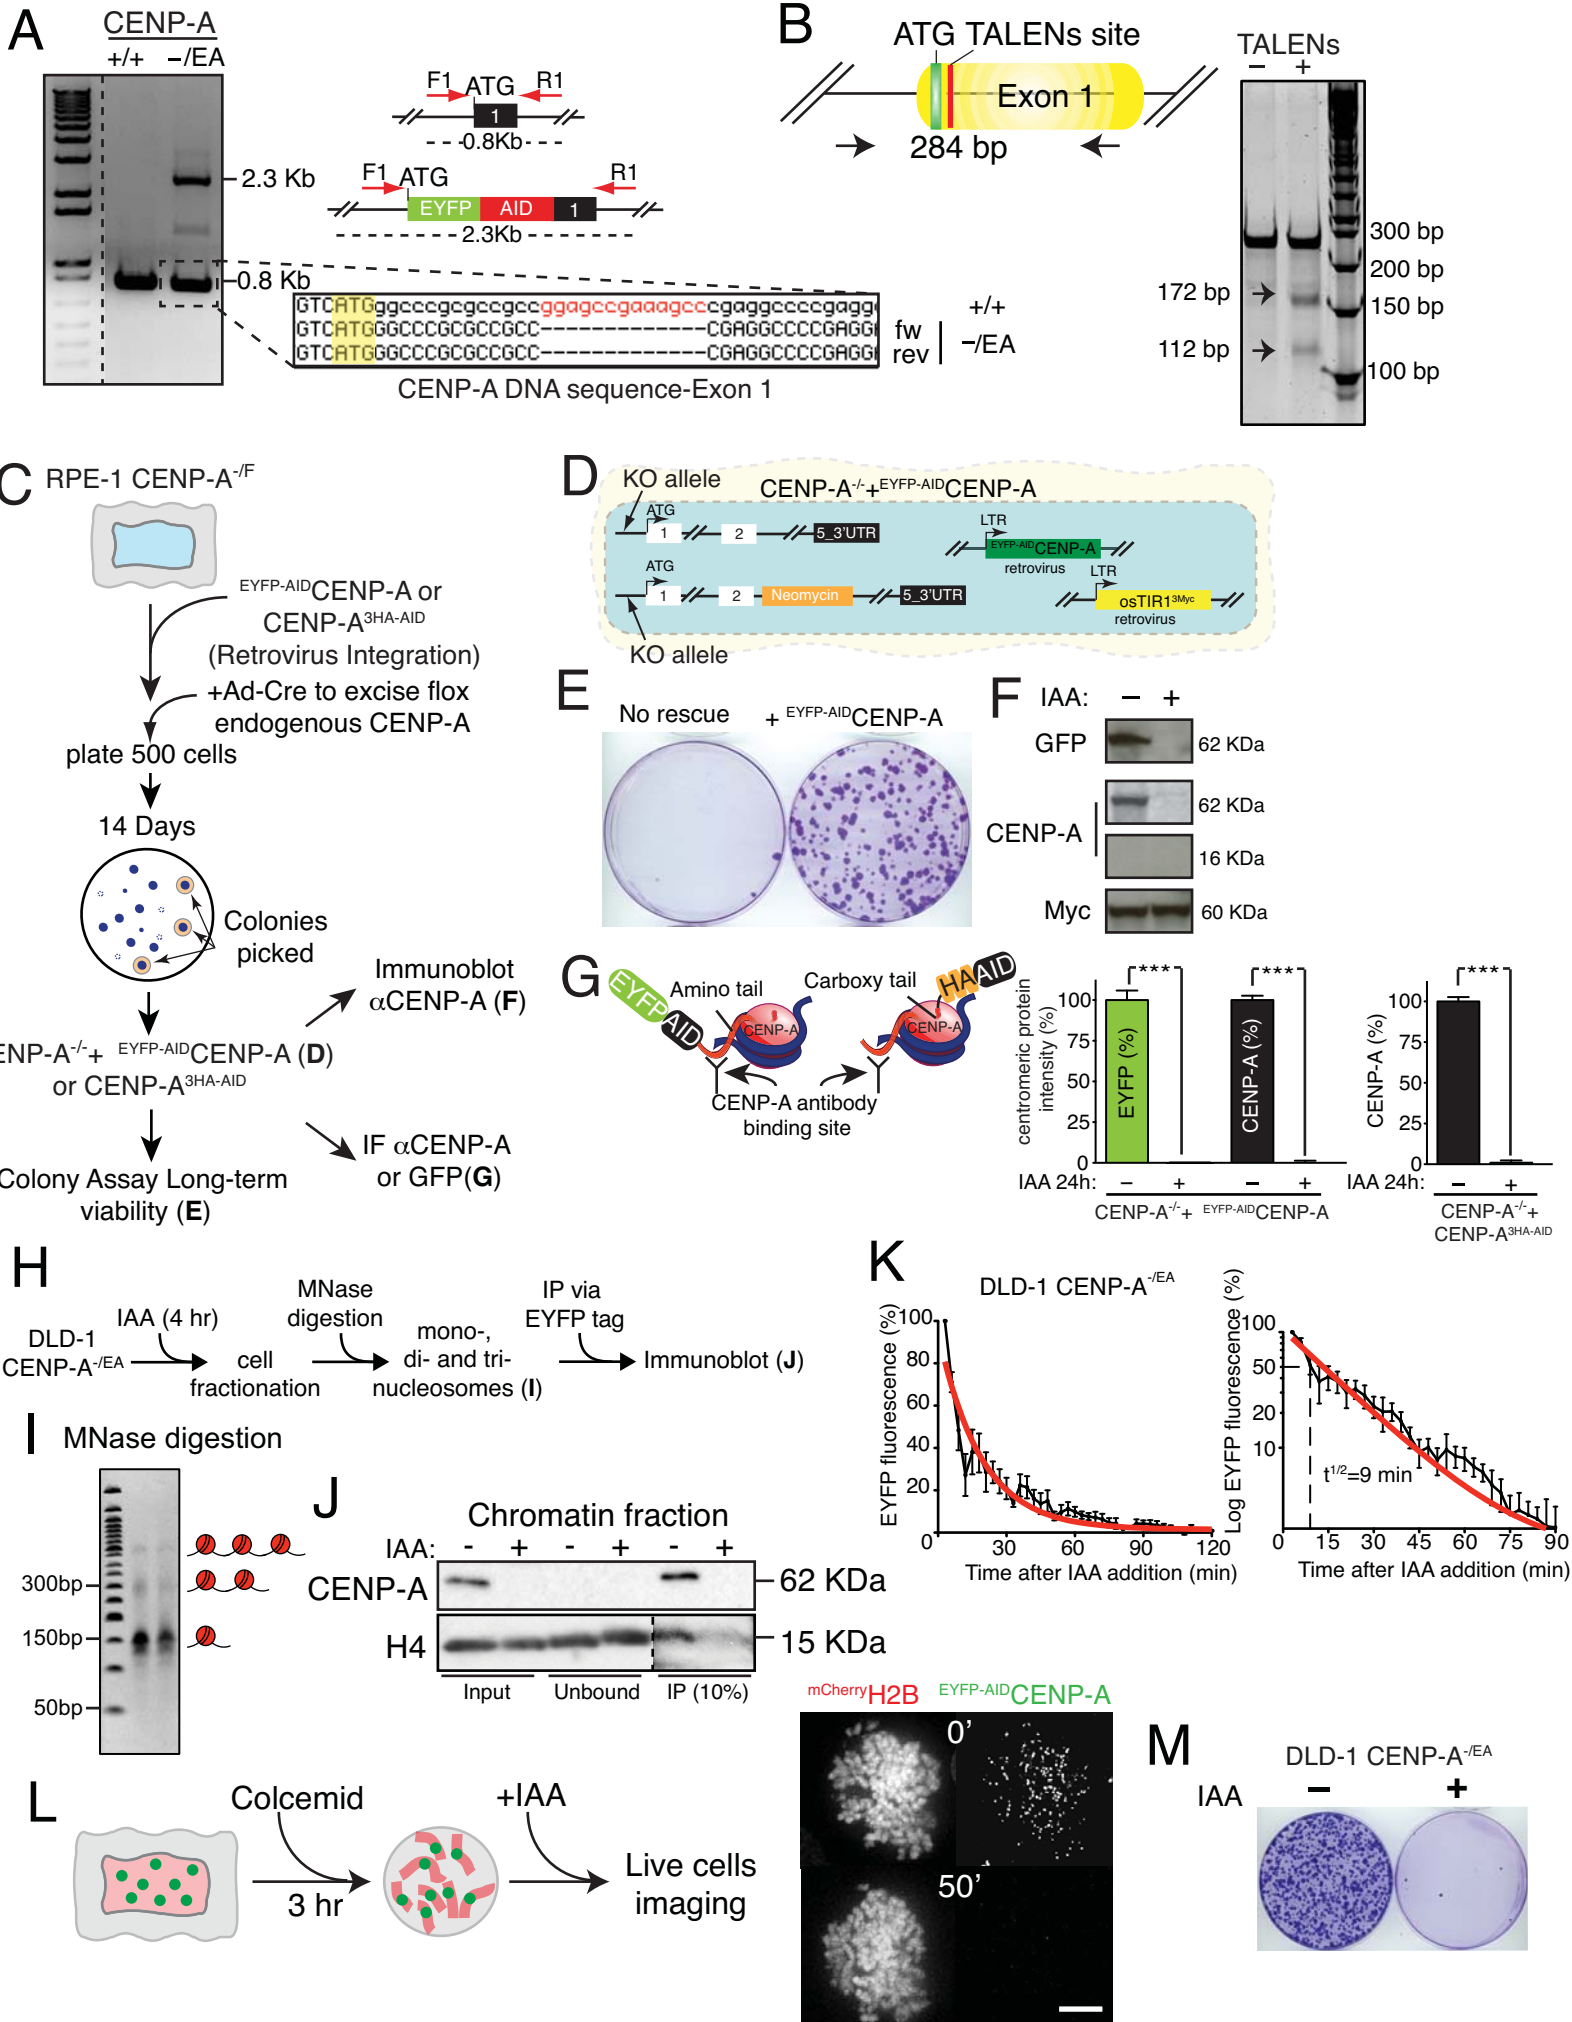 A
CENP-A
+/+ –/EA
2.3 Kb
0.8 Kb
F1 ATG R1
1
0.8Kb
F1 ATG R1
EYFP AID 1
2.3Kb
GTCATGggcccgcgccgccggagccgaaagcccgaggccccgagg
GTCATGGGCCCGCGCCGCC-------------CGAGGCCCCGAGG
GTCATGGGCCCGCGCCGCC-------------CGAGGCCCCGAGG
+/+
fw
rev
–/EA
CENP-A DNA sequence-Exon 1
B
ATG TALENs site
Exon 1
284 bp
TALENs
– +
300 bp
200 bp
150 bp
100 bp
172 bp
112 bp
C
RPE-1 CENP-A-/F
EYFP-AIDCENP-A or
CENP-A3HA-AID
(Retrovirus Integration)
+Ad-Cre to excise flox
endogenous CENP-A
plate 500 cells
14 Days
Colonies
picked
Immunoblot
αCENP-A (F)
ENP-A-/-+ EYFP-AIDCENP-A (D)
or CENP-A3HA-AID
IF αCENP-A
or GFP(G)
Colony Assay Long-term
viability (E)
D
KO allele
CENP-A-/-+EYFP-AIDCENP-A
ATG
1 2 5_3'UTR
LTR
EYFP-AIDCENP-A
retrovirus
ATG
1 2 Neomycin 5_3'UTR
LTR
osTIR13Myc
retrovirus
KO allele
E
No rescue + EYFP-AIDCENP-A
F
IAA: – +
GFP 62 KDa
CENP-A
62 KDa
16 KDa
Myc 60 KDa
G
EYFP AID
Amino tail
CENP-A
Carboxy tail
HA AID
CENP-A
CENP-A antibody
binding site
centromeric protein
intensity (%)
100
75
50
25
0
EYFP (%)
CENP-A (%)
*** ***
IAA 24h: – + – +
CENP-A-/-+ EYFP-AIDCENP-A
CENP-A (%)
100
75
50
25
0
***
IAA 24h: – +
CENP-A-/-+
CENP-A3HA-AID
H
DLD-1
CENP-A-/EA
IAA (4 hr)
cell
fractionation
MNase
digestion
mono-,
di- and tri-
nucleosomes (I)
IP via
EYFP tag
Immunoblot (J)
I
MNase digestion
300bp
150bp
50bp
J
Chromatin fraction
IAA: - + - + - +
CENP-A 62 KDa
H4 15 KDa
Input Unbound IP (10%)
K
DLD-1 CENP-A-/EA
EYFP fluorescence (%)
100
80
60
40
20
0 30 60 90 120
Time after IAA addition (min)
Log EYFP fluorescence (%)
100
50
20
10
t1/2=9 min
0 15 30 45 60 75 90
Time after IAA addition (min)
L
Colcemid
3 hr
+IAA
Live cells
imaging
mCherryH2B EYFP-AIDCENP-A
0’
50’
M
DLD-1 CENP-A-/EA
IAA – +